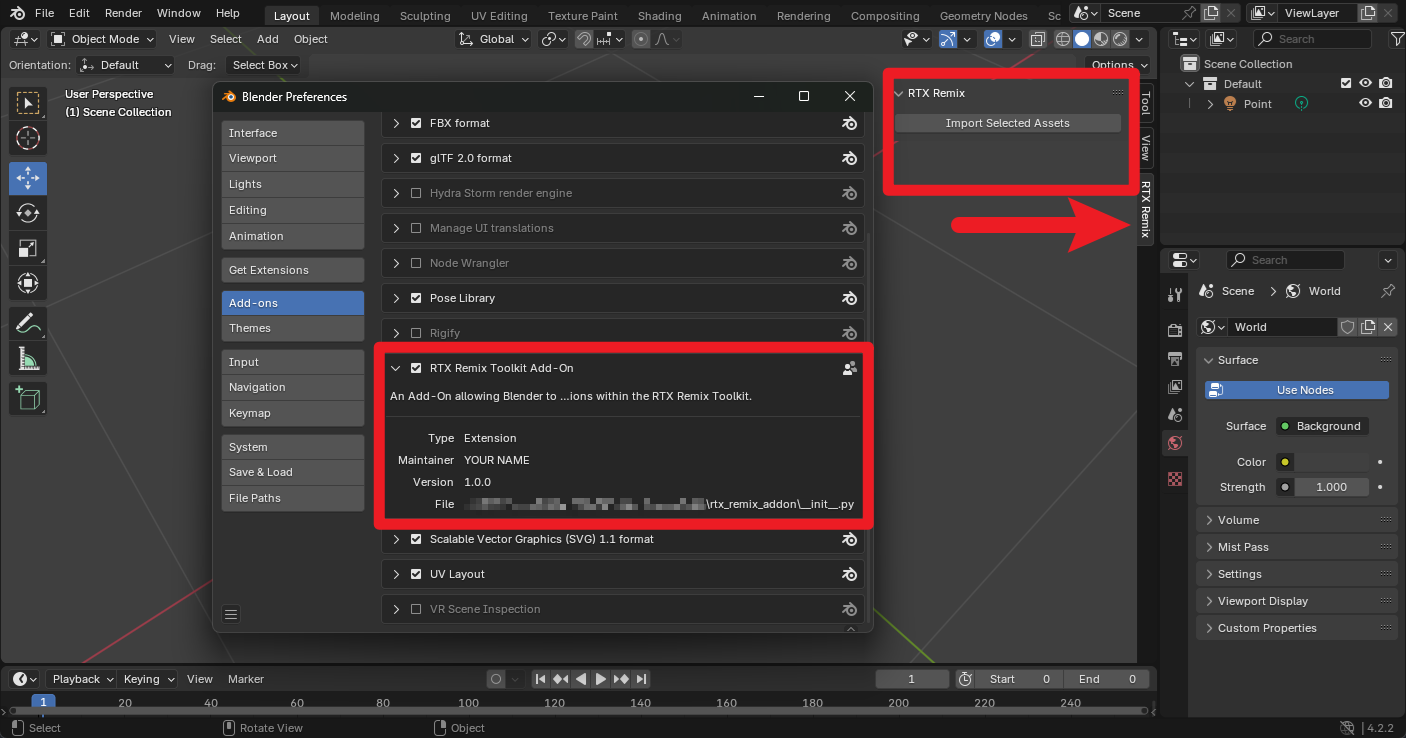 File Edit Render Window Help Layout Modeling Sculpting UV Editing Texture Paint Shading Animation Rendering Compositing Geometry Nodes Sc Scene ViewLayer
Object Mode View Select Add Object Global Search
Orientation: Default Drag: Select Box Options
User Perspective
(1) Scene Collection
Blender Preferences
Interface
Viewport
Lights
Editing
Animation
Get Extensions
Add-ons
Themes
Input
Navigation
Keymap
System
Save & Load
File Paths
FBX format
glTF 2.0 format
Hydra Storm render engine
Manage UI translations
Node Wrangler
Pose Library
Rigify
RTX Remix Toolkit Add-On
An Add-On allowing Blender to ...ions within the RTX Remix Toolkit.
Type Extension
Maintainer YOUR NAME
Version 1.0.0
File \rtx_remix_addon\__init__.py
Scalable Vector Graphics (SVG) 1.1 format
UV Layout
VR Scene Inspection
RTX Remix
Import Selected Assets
Tool
View
RTX Remix
Scene Collection
Default
Point
Search
Scene World
World
Surface
Use Nodes
Surface Background
Color
Strength 1.000
Volume
Mist Pass
Settings
Viewport Display
Custom Properties
Playback Keying View Marker 1 Start 0 End 0
1 20 40 60 80 100 120 140 160 180 200 220 240
Select Rotate View Object 4.2.2